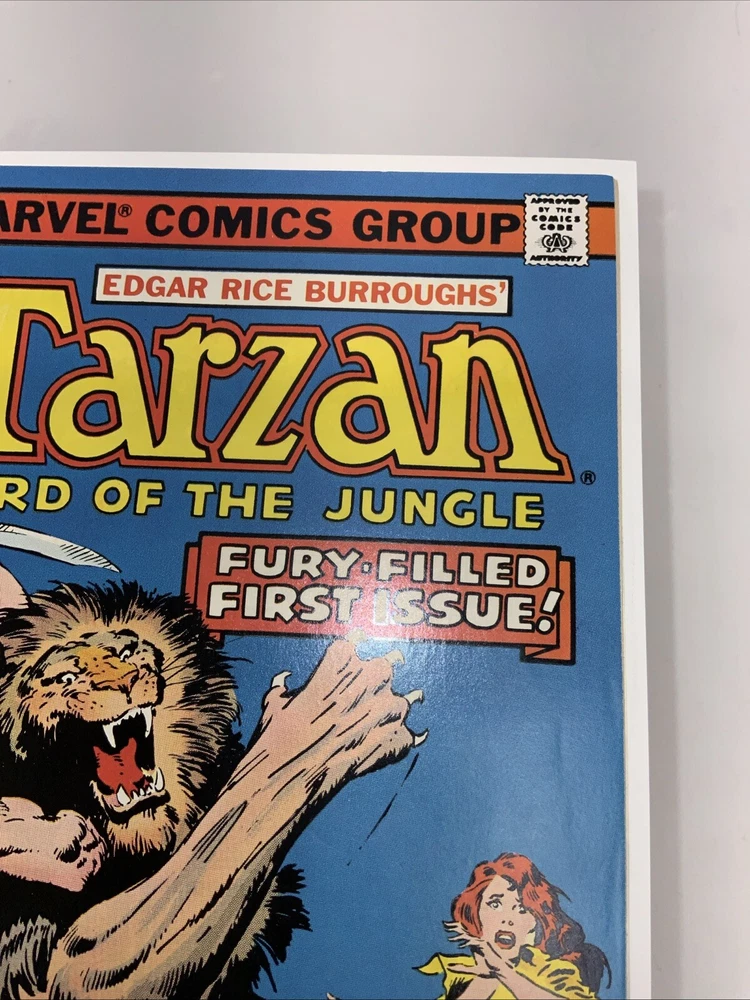 ARVEL® COMICS GROUP
APPROVED
BY THE
COMICS
CODE
AUTHORITY
EDGAR RICE BURROUGHS'
Tarzan®
RD OF THE JUNGLE
FURY-FILLED
FIRST ISSUE!